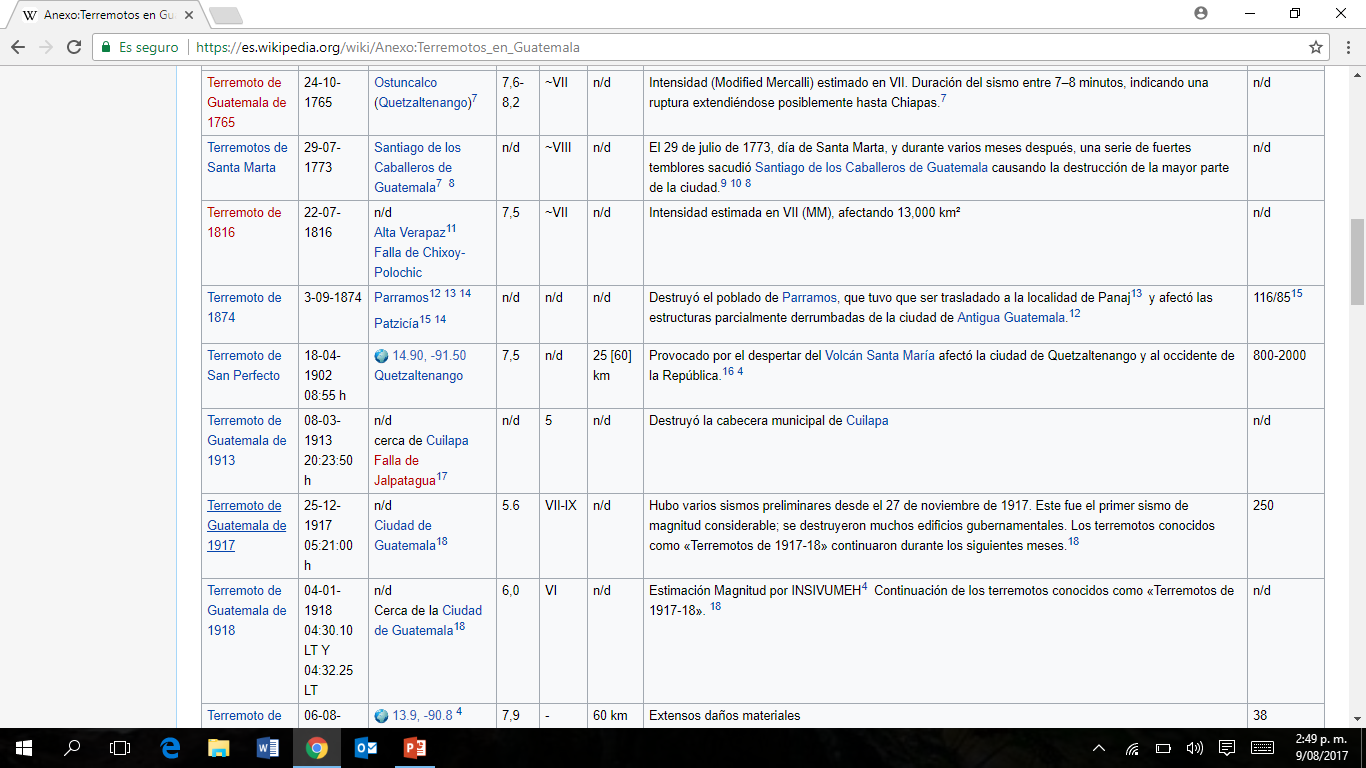 Anexo:Terremotos en Gu
Es seguro https://es.wikipedia.org/wiki/Anexo:Terremotos_en_Guatemala
Terremoto de
Guatemala de
1765
24-10-
1765
Ostuncalco
(Quetzaltenango)7
7,6-
8,2
~VII
n/d
Intensidad (Modified Mercalli) estimado en VII. Duración del sismo entre 7–8 minutos, indicando una
ruptura extendiéndose posiblemente hasta Chiapas.7
n/d
Terremotos de
Santa Marta
29-07-
1773
Santiago de los
Caballeros de
Guatemala7 8
n/d
~VIII
n/d
El 29 de julio de 1773, día de Santa Marta, y durante varios meses después, una serie de fuertes
temblores sacudió Santiago de los Caballeros de Guatemala causando la destrucción de la mayor parte
de la ciudad.9 10 8
n/d
Terremoto de
1816
22-07-
1816
n/d
Alta Verapaz11
Falla de Chixoy-
Polochic
7,5
~VII
n/d
Intensidad estimada en VII (MM), afectando 13,000 km²
n/d
Terremoto de
1874
3-09-1874
Parramos12 13 14
Patzicía15 14
n/d
n/d
n/d
Destruyó el poblado de Parramos, que tuvo que ser trasladado a la localidad de Panaj13 y afectó las
estructuras parcialmente derrumbadas de la ciudad de Antigua Guatemala.12
116/8515
Terremoto de
San Perfecto
18-04-
1902
08:55 h
14.90, -91.50
Quetzaltenango
7,5
n/d
25 [60]
km
Provocado por el despertar del Volcán Santa María afectó la ciudad de Quetzaltenango y al occidente de
la República.16 4
800-2000
Terremoto de
Guatemala de
1913
08-03-
1913
20:23:50
h
n/d
cerca de Cuilapa
Falla de
Jalpatagua17
n/d
5
n/d
Destruyó la cabecera municipal de Cuilapa
n/d
Terremoto de
Guatemala de
1917
25-12-
1917
05:21:00
h
n/d
Ciudad de
Guatemala18
5.6
VII-IX
n/d
Hubo varios sismos preliminares desde el 27 de noviembre de 1917. Este fue el primer sismo de
magnitud considerable; se destruyeron muchos edificios gubernamentales. Los terremotos conocidos
como «Terremotos de 1917-18» continuaron durante los siguientes meses.18
250
Terremoto de
Guatemala de
1918
04-01-
1918
04:30.10
LT Y
04:32.25
LT
n/d
Cerca de la Ciudad
de Guatemala18
6,0
VI
n/d
Estimación Magnitud por INSIVUMEH4 Continuación de los terremotos conocidos como «Terremotos de
1917-18». 18
n/d
Terremoto de
06-08-
13.9, -90.8 4
7,9
-
60 km
Extensos daños materiales
38
2:49 p. m.
9/08/2017